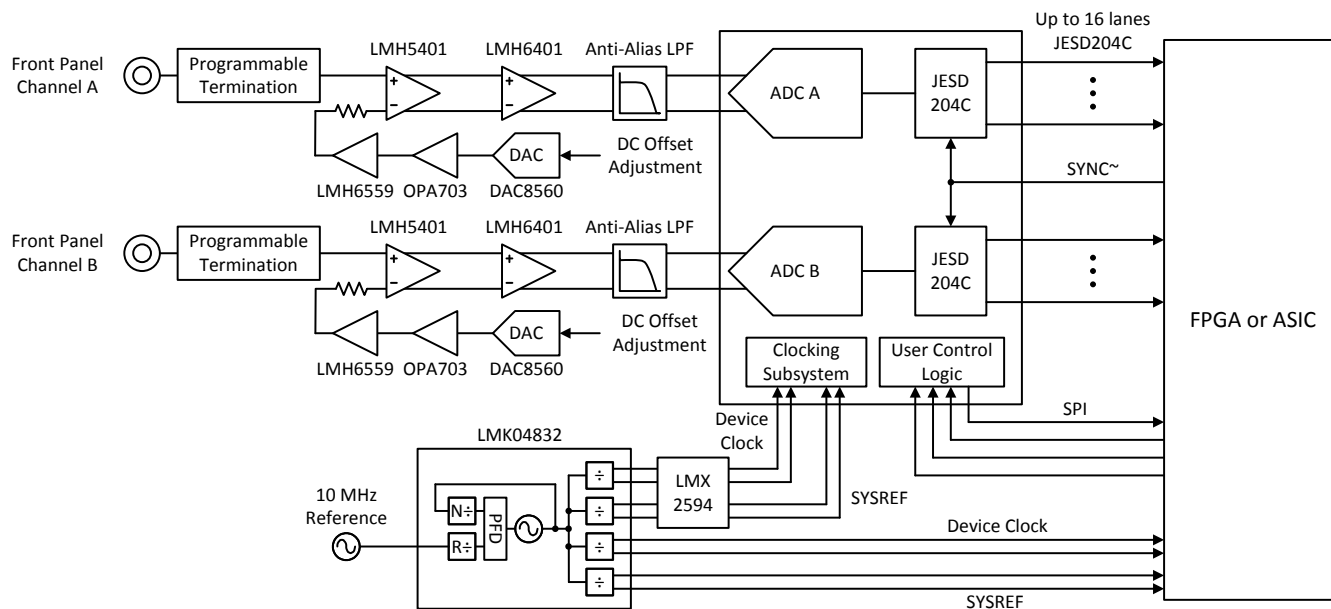 Up to 16 lanes
JESD204C
LMH5401
LMH6401
Anti-Alias LPF
Front Panel
Channel A
Programmable
Termination
+
−
+
−
ADC A
JESD
204C
DAC
DC Offset
Adjustment
LMH6559
OPA703
DAC8560
SYNC~
LMH5401
LMH6401
Anti-Alias LPF
Front Panel
Channel B
Programmable
Termination
+
−
+
−
ADC B
JESD
204C
FPGA or ASIC
DAC
DC Offset
Adjustment
LMH6559
OPA703
DAC8560
Clocking
Subsystem
User Control
Logic
SPI
Device
Clock
LMK04832
10 MHz
Reference
N÷
R÷
PFD
÷
÷
÷
÷
LMX
2594
SYSREF
Device Clock
SYSREF